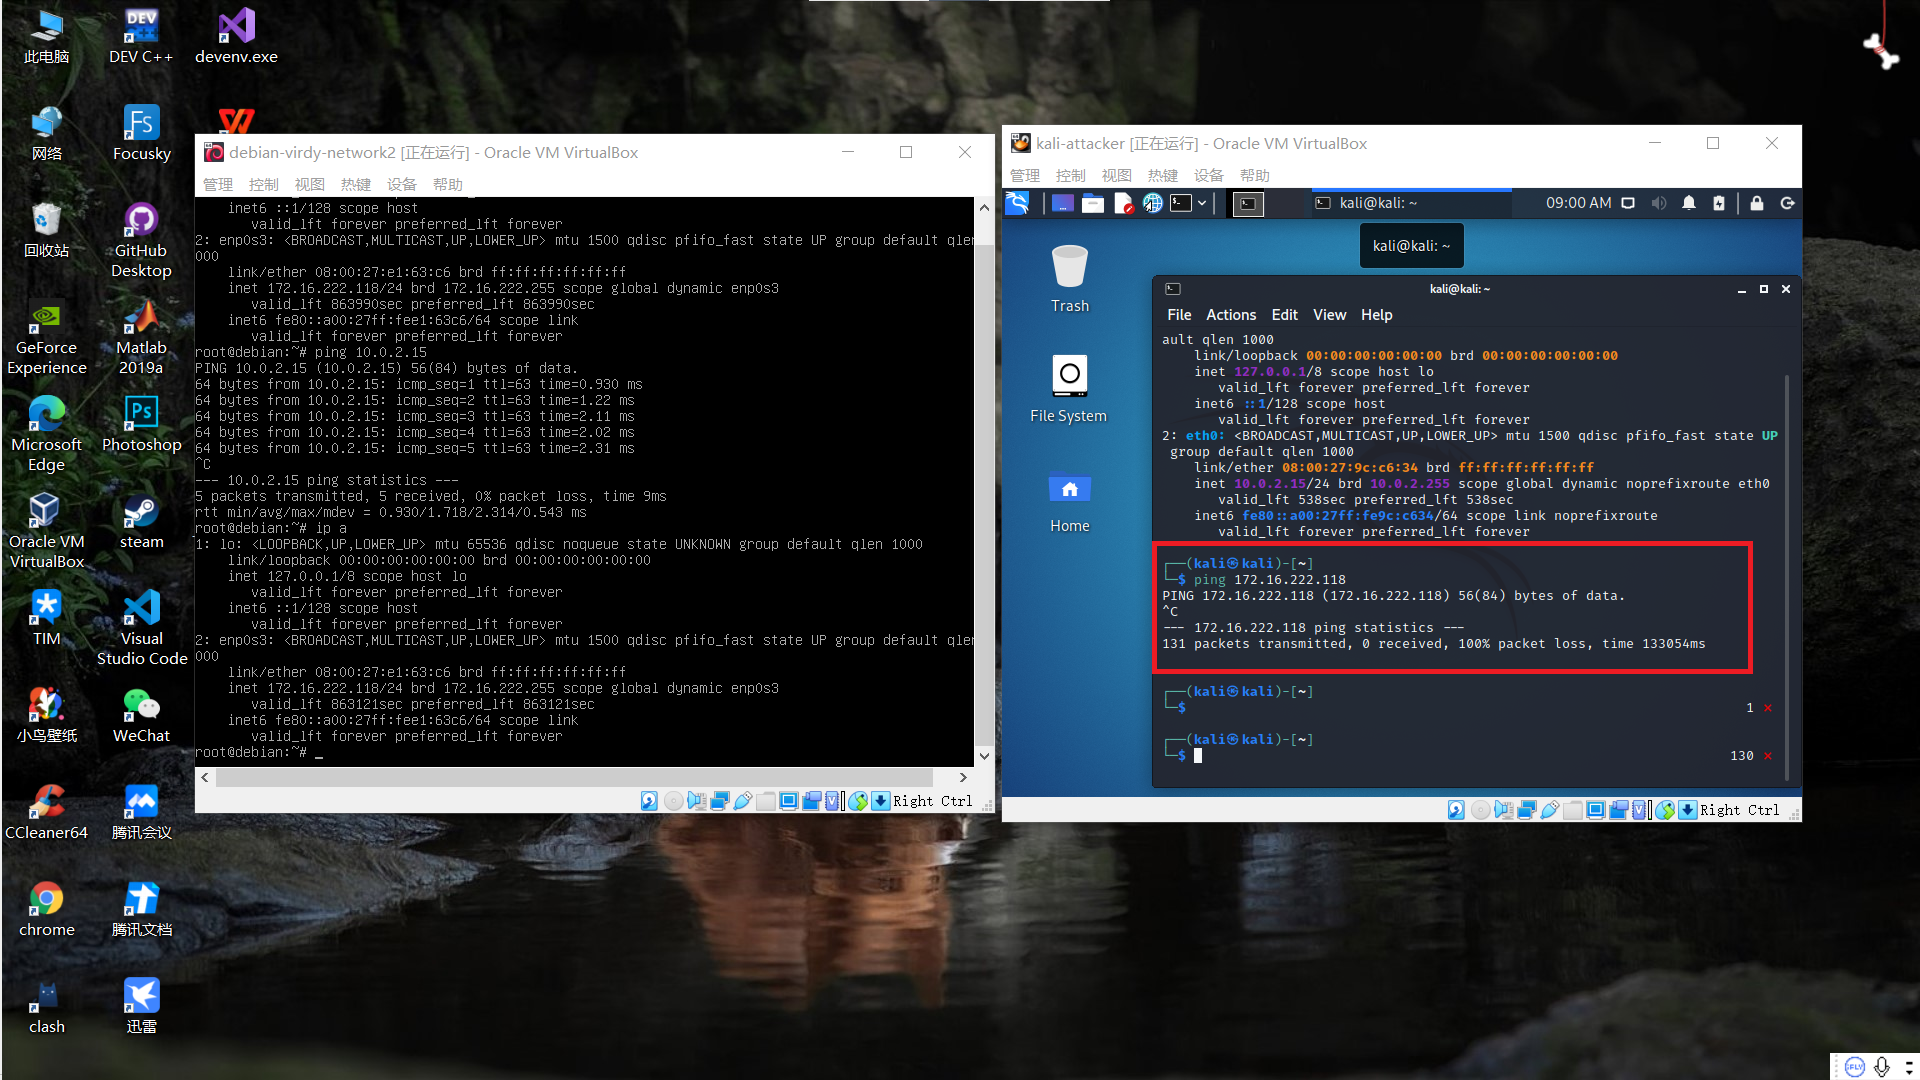 此电脑
DEV C++
devenv.exe
网络
Focusky
回收站
GitHub
Desktop
GeForce
Experience
Matlab
2019a
Microsoft
Edge
Photoshop
Oracle VM
VirtualBox
steam
TIM
Visual
Studio Code
小鸟壁纸
WeChat
CCleaner64
腾讯会议
chrome
腾讯文档
clash
迅雷
debian-virdy-network2 [正在运行] - Oracle VM VirtualBox
管理 控制 视图 热键 设备 帮助
inet6 ::1/128 scope host
valid_lft forever preferred_lft forever
2: enp0s3: <BROADCAST,MULTICAST,UP,LOWER_UP> mtu 1500 qdisc pfifo_fast state UP group default qlen
000
link/ether 08:00:27:e1:63:c6 brd ff:ff:ff:ff:ff:ff
inet 172.16.222.118/24 brd 172.16.222.255 scope global dynamic enp0s3
valid_lft 863990sec preferred_lft 863990sec
inet6 fe80::a00:27ff:fee1:63c6/64 scope link
valid_lft forever preferred_lft forever
root@debian:~# ping 10.0.2.15
PING 10.0.2.15 (10.0.2.15) 56(84) bytes of data.
64 bytes from 10.0.2.15: icmp_seq=1 ttl=63 time=0.930 ms
64 bytes from 10.0.2.15: icmp_seq=2 ttl=63 time=1.22 ms
64 bytes from 10.0.2.15: icmp_seq=3 ttl=63 time=2.11 ms
64 bytes from 10.0.2.15: icmp_seq=4 ttl=63 time=2.02 ms
64 bytes from 10.0.2.15: icmp_seq=5 ttl=63 time=2.31 ms
^C
--- 10.0.2.15 ping statistics ---
5 packets transmitted, 5 received, 0% packet loss, time 9ms
rtt min/avg/max/mdev = 0.930/1.718/2.314/0.543 ms
root@debian:~# ip a
1: lo: <LOOPBACK,UP,LOWER_UP> mtu 65536 qdisc noqueue state UNKNOWN group default qlen 1000
link/loopback 00:00:00:00:00:00 brd 00:00:00:00:00:00
inet 127.0.0.1/8 scope host lo
valid_lft forever preferred_lft forever
inet6 ::1/128 scope host
valid_lft forever preferred_lft forever
2: enp0s3: <BROADCAST,MULTICAST,UP,LOWER_UP> mtu 1500 qdisc pfifo_fast state UP group default qlen
000
link/ether 08:00:27:e1:63:c6 brd ff:ff:ff:ff:ff:ff
inet 172.16.222.118/24 brd 172.16.222.255 scope global dynamic enp0s3
valid_lft 863121sec preferred_lft 863121sec
inet6 fe80::a00:27ff:fee1:63c6/64 scope link
valid_lft forever preferred_lft forever
root@debian:~# _
Right Ctrl
kali-attacker [正在运行] - Oracle VM VirtualBox
管理 控制 视图 热键 设备 帮助
kali@kali: ~
09:00 AM
kali@kali: ~
Trash
File System
Home
kali@kali: ~
File Actions Edit View Help
ault qlen 1000
link/loopback 00:00:00:00:00:00 brd 00:00:00:00:00:00
inet 127.0.0.1/8 scope host lo
valid_lft forever preferred_lft forever
inet6 ::1/128 scope host
valid_lft forever preferred_lft forever
2: eth0: <BROADCAST,MULTICAST,UP,LOWER_UP> mtu 1500 qdisc pfifo_fast state UP
group default qlen 1000
link/ether 08:00:27:9c:c6:34 brd ff:ff:ff:ff:ff:ff
inet 10.0.2.15/24 brd 10.0.2.255 scope global dynamic noprefixroute eth0
valid_lft 538sec preferred_lft 538sec
inet6 fe80::a00:27ff:fe9c:c634/64 scope link noprefixroute
valid_lft forever preferred_lft forever
┌──(kali㉿kali)-[~]
└─$ ping 172.16.222.118
PING 172.16.222.118 (172.16.222.118) 56(84) bytes of data.
^C
--- 172.16.222.118 ping statistics ---
131 packets transmitted, 0 received, 100% packet loss, time 133054ms
┌──(kali㉿kali)-[~]
└─$ 1 ⨯
┌──(kali㉿kali)-[~]
└─$ 130 ⨯
Right Ctrl